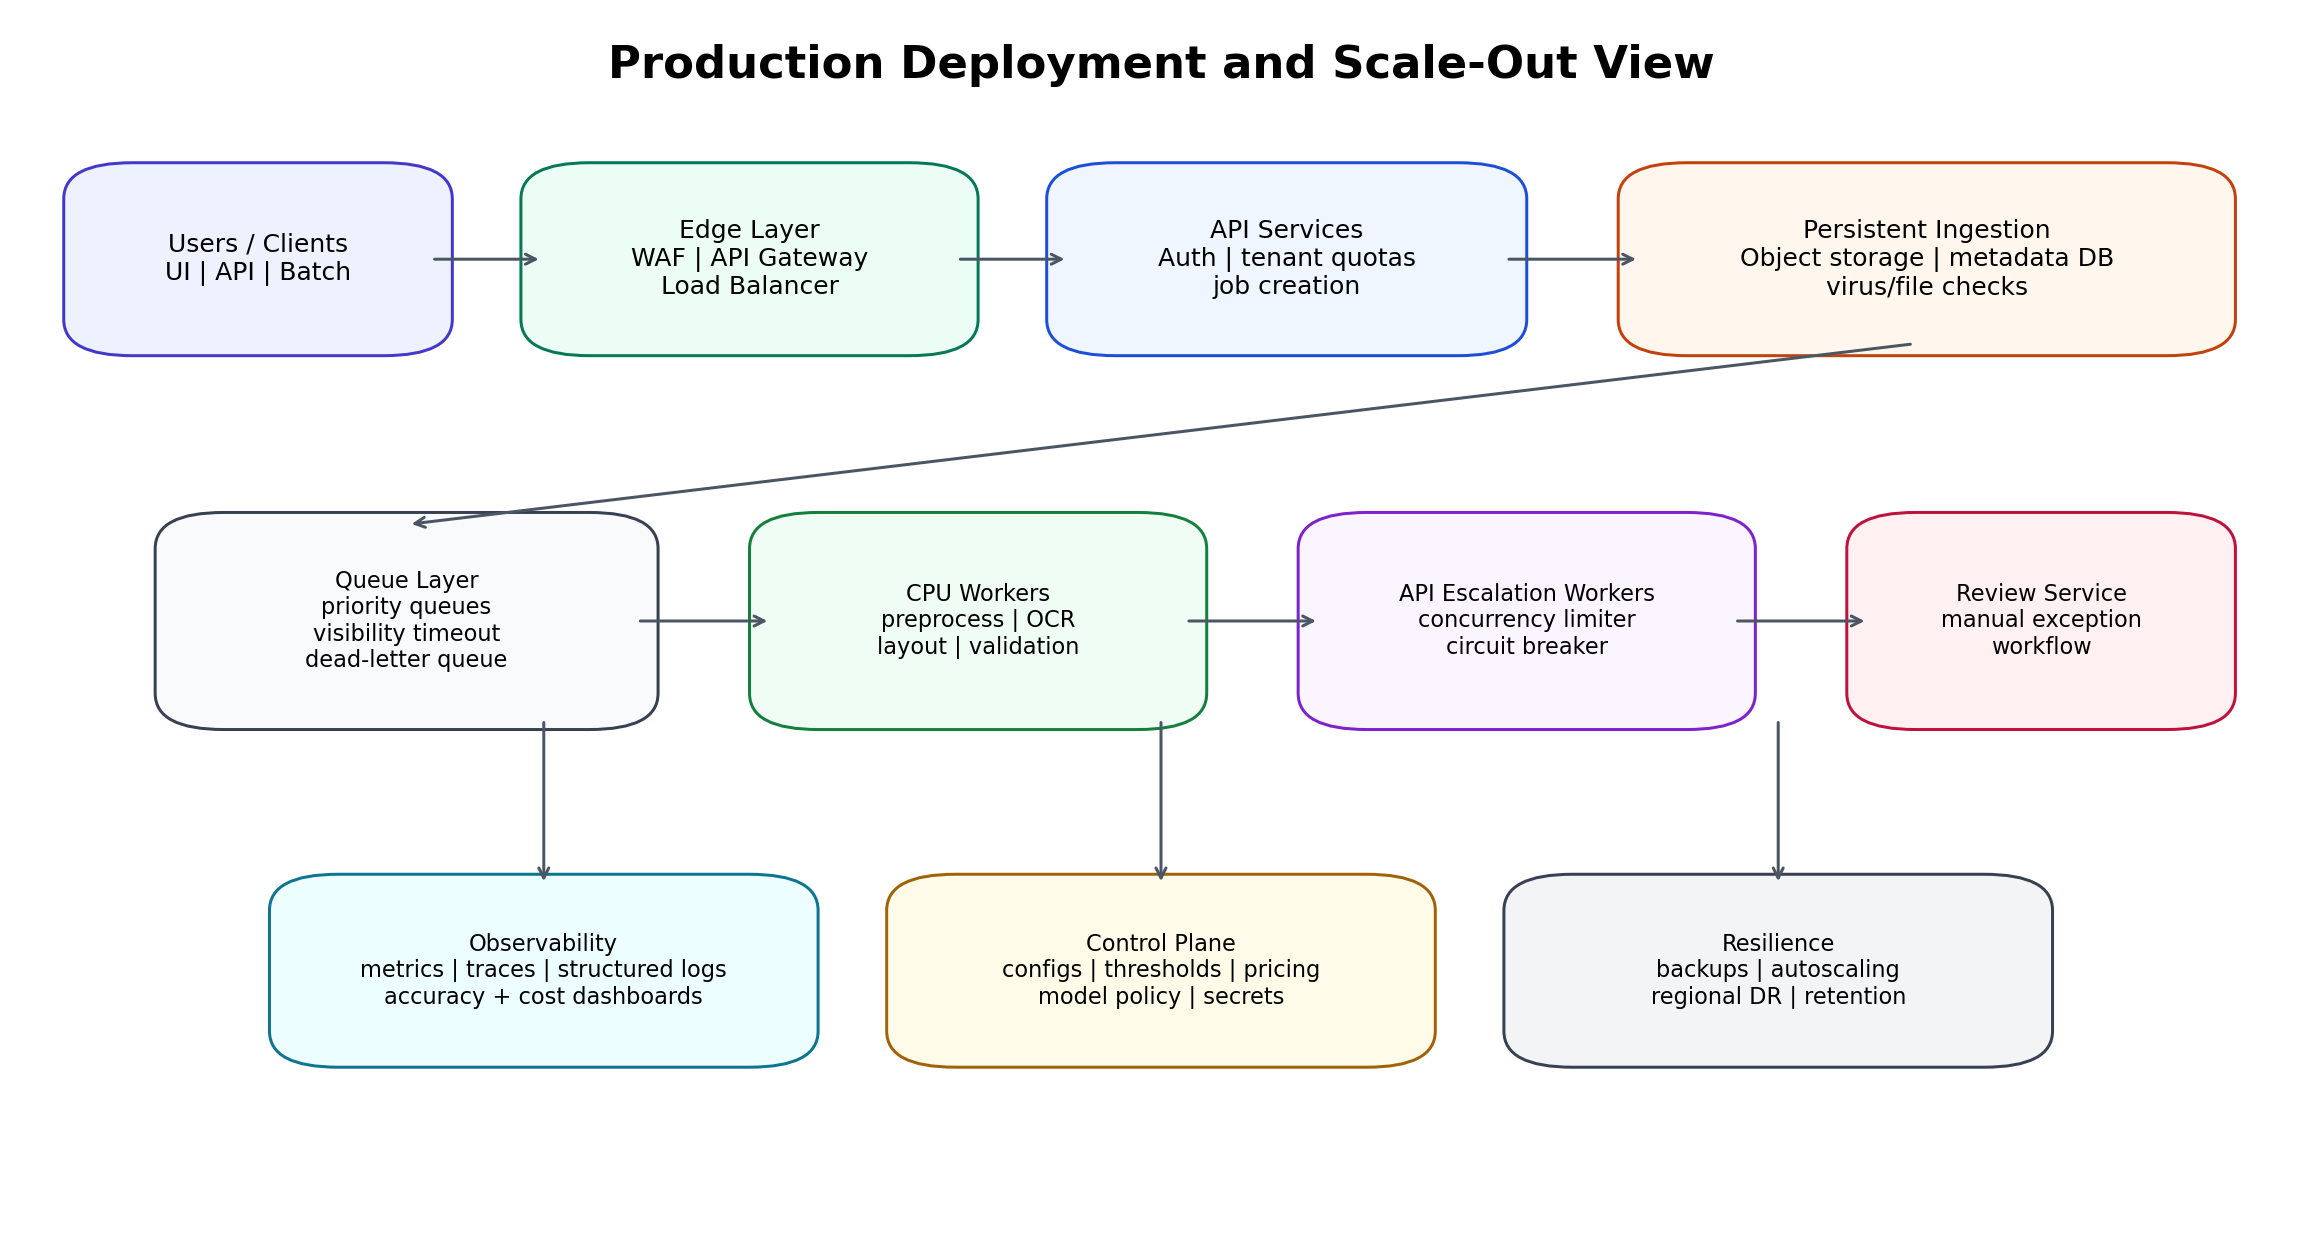 Production Deployment and Scale-Out View
Users / Clients
UI | API | Batch
Edge Layer
WAF | API Gateway
Load Balancer
API Services
Auth | tenant quotas
job creation
Persistent Ingestion
Object storage | metadata DB
virus/file checks
Queue Layer
priority queues
visibility timeout
dead-letter queue
CPU Workers
preprocess | OCR
layout | validation
API Escalation Workers
concurrency limiter
circuit breaker
Review Service
manual exception
workflow
Observability
metrics | traces | structured logs
accuracy + cost dashboards
Control Plane
configs | thresholds | pricing
model policy | secrets
Resilience
backups | autoscaling
regional DR | retention